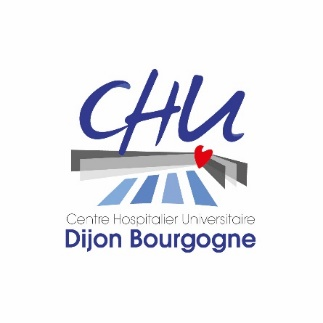 CHU
Centre Hospitalier Universitaire
Dijon Bourgogne